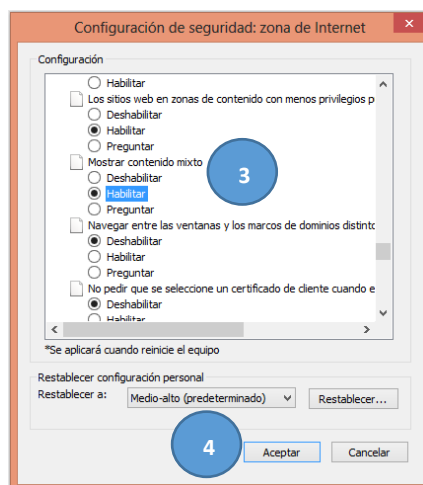 Configuración de seguridad: zona de Internet
Configuración
Habilitar
Los sitios web en zonas de contenido con menos privilegios p
Deshabilitar
Habilitar
Preguntar
Mostrar contenido mixto
3
Deshabilitar
Habilitar
Preguntar
Navegar entre las ventanas y los marcos de dominios distinto
Deshabilitar
Habilitar
Preguntar
No pedir que se seleccione un certificado de cliente cuando e
Deshabilitar
Habilitar
*Se aplicará cuando reinicie el equipo
Restablecer configuración personal
Restablecer a: Medio-alto (predeterminado) Restablecer...
4
Aceptar Cancelar